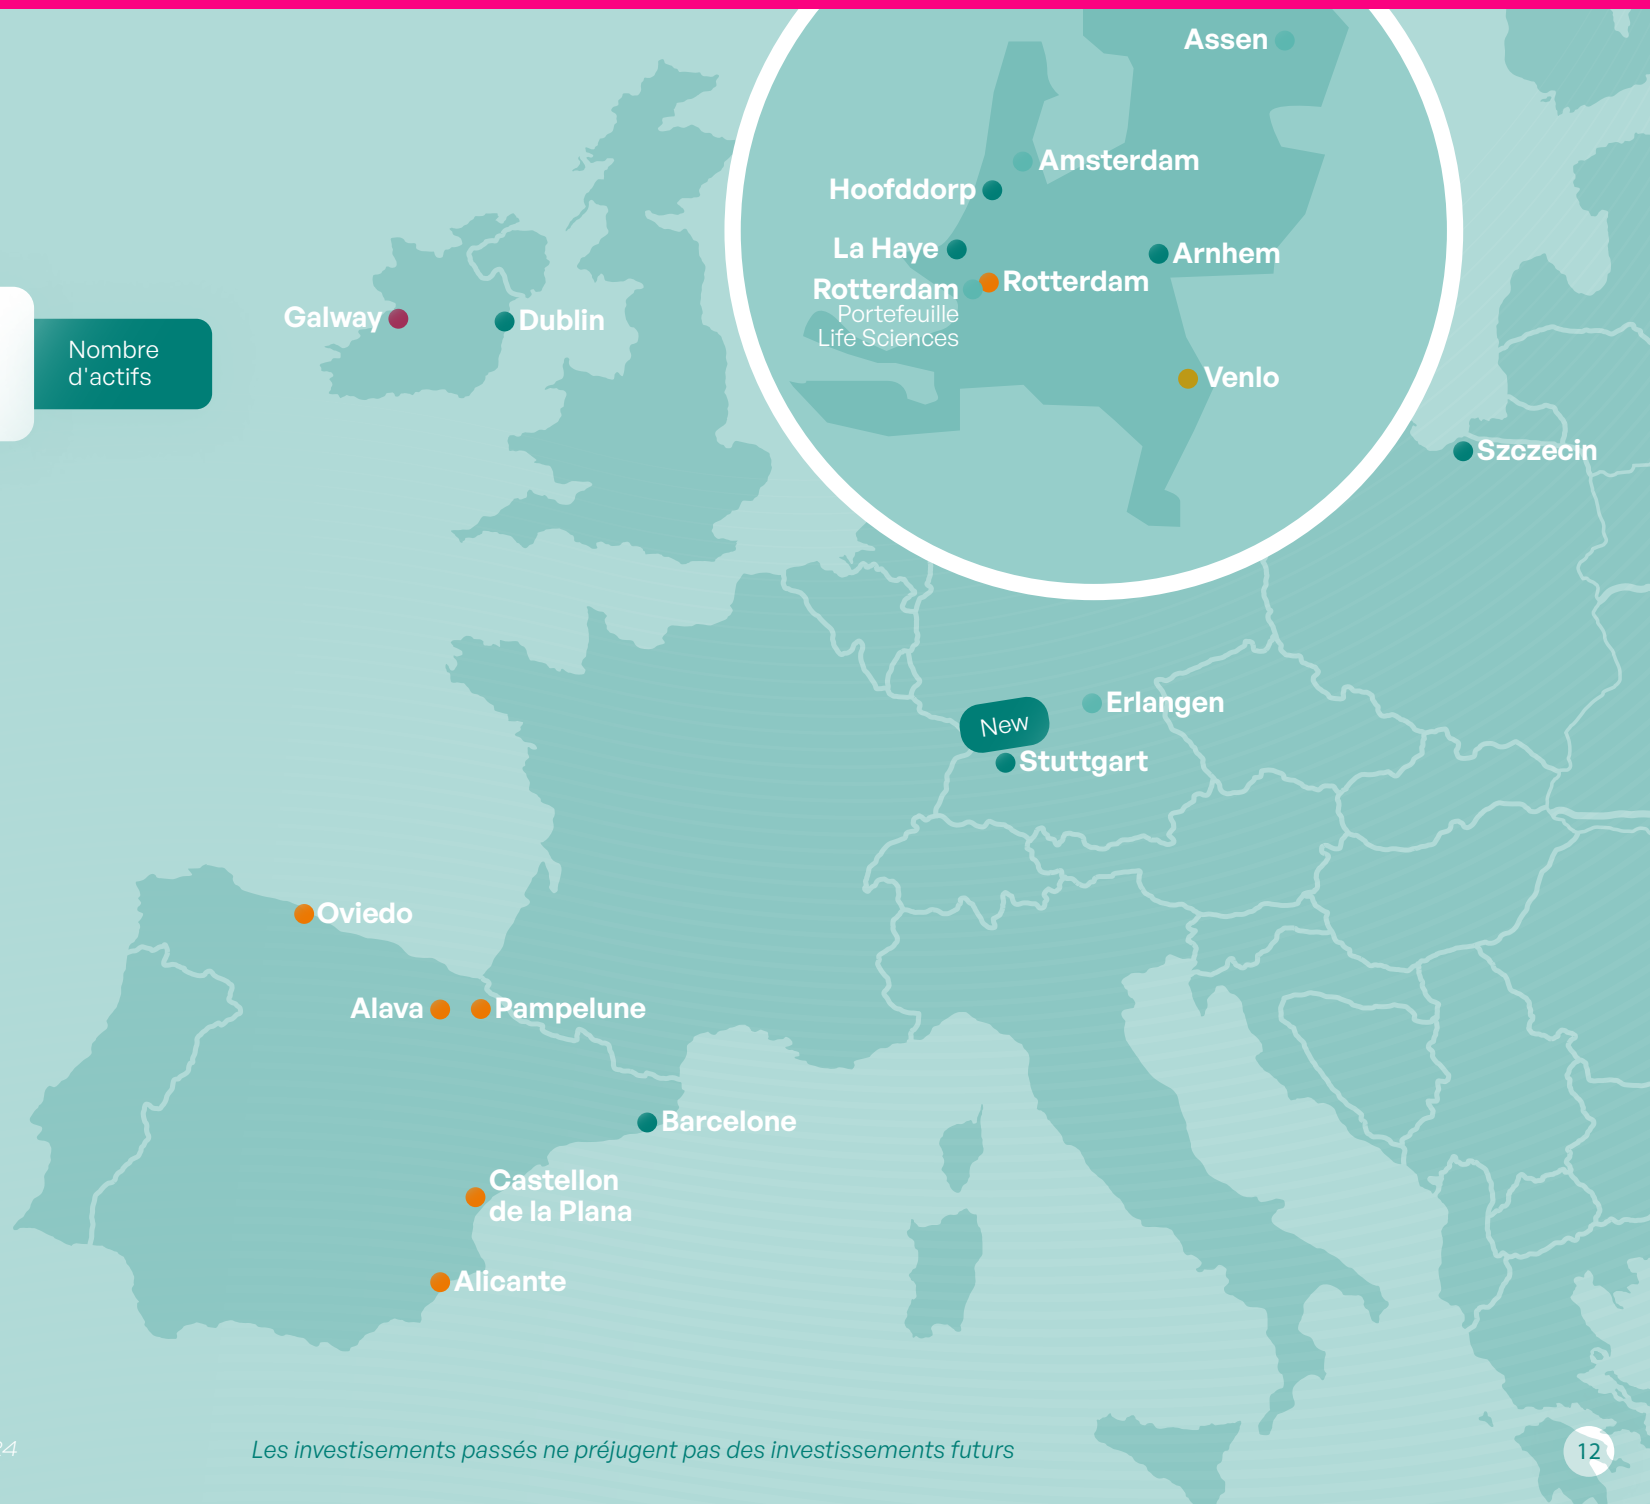 Assen
Amsterdam
Hoofddorp
La Haye
Arnhem
Rotterdam
Rotterdam
Portefeuille
Life Sciences
Galway
Dublin
Nombre
d'actifs
Venlo
Szczecin
Erlangen
New
Stuttgart
Oviedo
Alava
Pampelune
Barcelone
Castellon
de la Plana
Alicante
Les investisements passés ne préjugent pas des investissements futurs
12